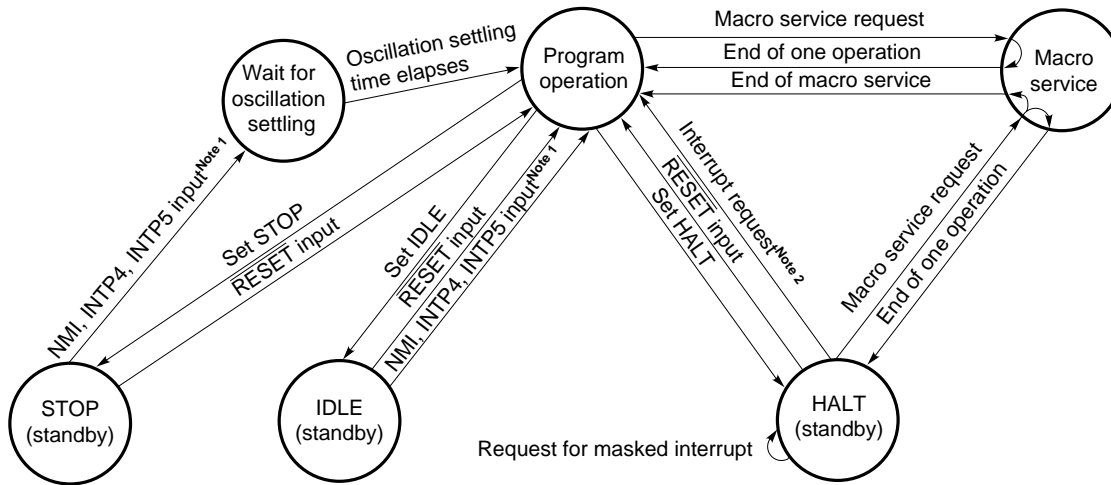 Macro service request
End of one operation
End of macro service
Oscillation settling
time elapses
Wait for
oscillation
settling
Program
operation
Macro
service
NMI, INTP4, INTP5 input Note 1
Set STOP
RESET input
Set IDLE
RESET input
NMI, INTP4, INTP5 input Note 1
Interrupt request Note 2
RESET input
Set HALT
Macro service request
End of one operation
STOP
(standby)
IDLE
(standby)
HALT
(standby)
Request for masked interrupt